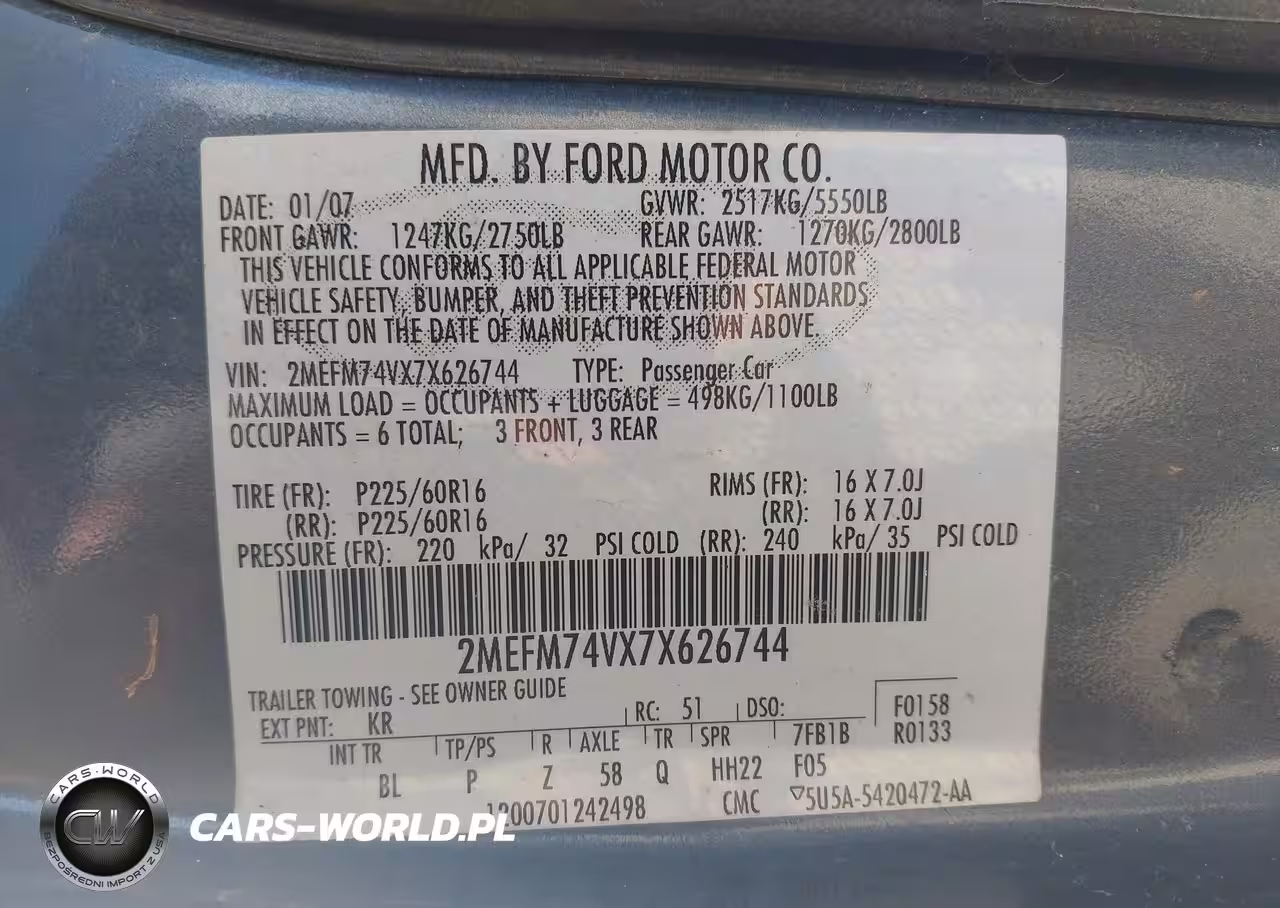 MFD. BY FORD MOTOR CO.
DATE: 01/07 GVWR: 2517KG/5550LB
FRONT GAWR: 1247KG/2750LB REAR GAWR: 1270KG/2800LB
THIS VEHICLE CONFORMS TO ALL APPLICABLE FEDERAL MOTOR
VEHICLE SAFETY, BUMPER, AND THEFT PREVENTION STANDARDS
IN EFFECT ON THE DATE OF MANUFACTURE SHOWN ABOVE.
VIN: 2MEFM74VX7X626744 TYPE: Passenger Car
MAXIMUM LOAD = OCCUPANTS + LUGGAGE = 498KG/1100LB
OCCUPANTS = 6 TOTAL; 3 FRONT, 3 REAR
TIRE (FR): P225/60R16 RIMS (FR): 16 X 7.0J
(RR): P225/60R16 (RR): 16 X 7.0J
PRESSURE (FR): 220 kPa/ 32 PSI COLD (RR): 240 kPa/ 35 PSI COLD
2MEFM74VX7X626744
TRAILER TOWING - SEE OWNER GUIDE
EXT PNT: KR RC: 51 DSO: F0158
INT TR TP/PS R AXLE TR SPR 7FB1B R0133
BL P Z 58 Q HH22 F05
1200701242498 CMC ▽5U5A-5420472-AA
CARS-WORLD
CW
BEZPOŚREDNI IMPORT Z USA
CARS-WORLD.PL